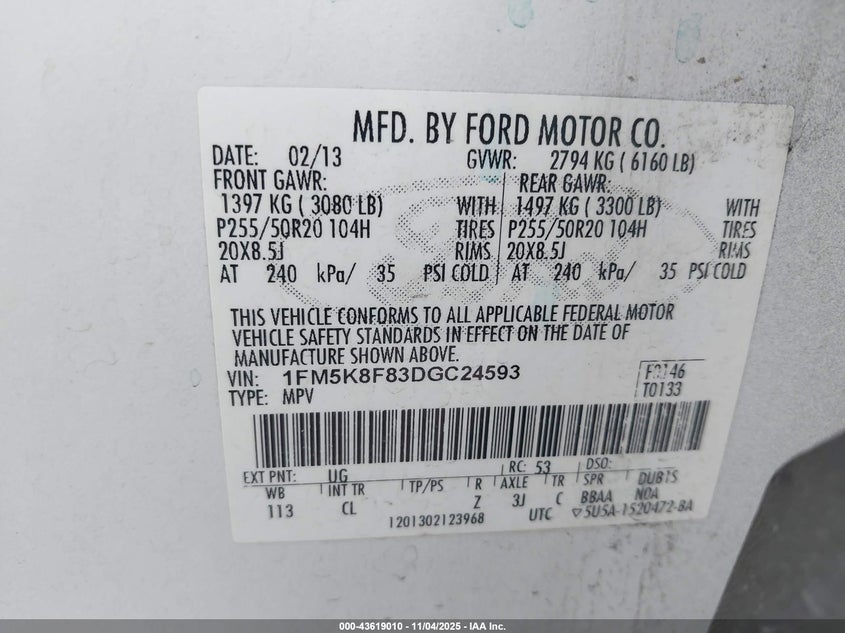 MFD. BY FORD MOTOR CO.
DATE: 02/13 GVWR: 2794 KG ( 6160 LB)
FRONT GAWR: REAR GAWR:
1397 KG ( 3080 LB) WITH 1497 KG ( 3300 LB) WITH
P255/50R20 104H TIRES P255/50R20 104H TIRES
20X8.5J RIMS 20X8.5J RIMS
AT 240 kPa/ 35 PSI COLD AT 240 kPa/ 35 PSI COLD
THIS VEHICLE CONFORMS TO ALL APPLICABLE FEDERAL MOTOR
VEHICLE SAFETY STANDARDS IN EFFECT ON THE DATE OF
MANUFACTURE SHOWN ABOVE.
VIN: 1FM5K8F83DGC24593 F0146
TYPE: MPV T0133
EXT PNT: UG RC: 53 DSO:
WB INT TR TP/PS R AXLE TR SPR DUBTS
113 CL Z 3J C BBAA NOA
1201302123968 UTC 5U5A-1520472-BA
000-43619010 - 11/04/2025 - IAA Inc.